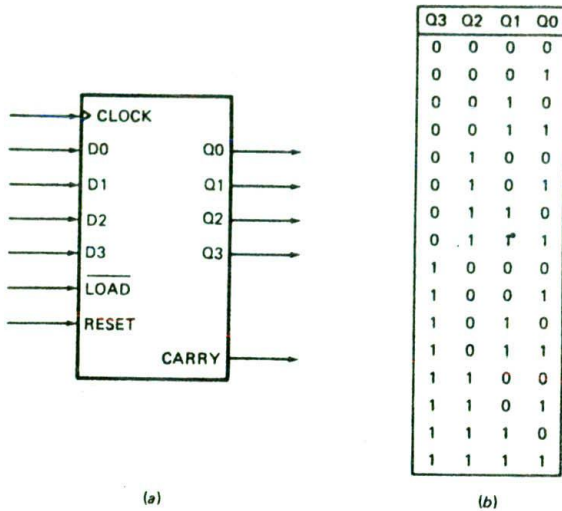 CLOCK
D0 Q0
D1 Q1
D2 Q2
D3 Q3
LOAD
RESET
CARRY
(a)
Q3 Q2 Q1 Q0
0 0 0 0
0 0 0 1
0 0 1 0
0 0 1 1
0 1 0 0
0 1 0 1
0 1 1 0
0 1 1 1
1 0 0 0
1 0 0 1
1 0 1 0
1 0 1 1
1 1 0 0
1 1 0 1
1 1 1 0
1 1 1 1
(b)